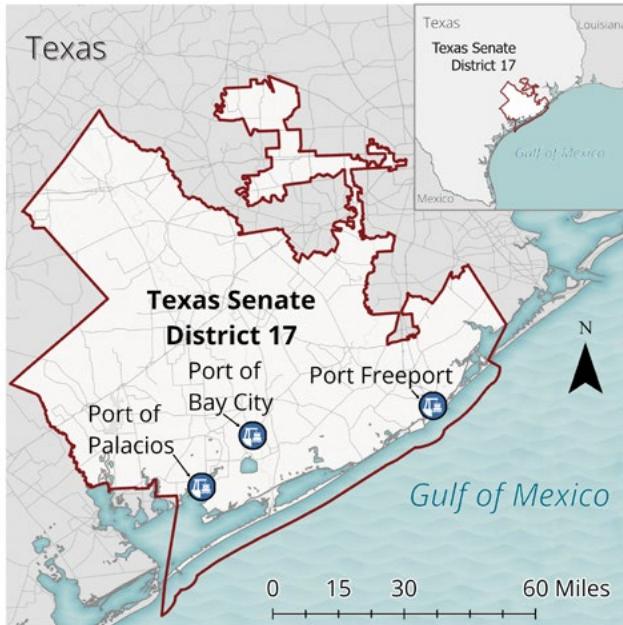 Texas
Texas
Louisiana
Texas Senate
District 17
Gulf of Mexico
Mexico
Texas Senate
District 17
Port of
Bay City
Port Freeport
Port of
Palacios
N
Gulf of Mexico
0 15 30 60 Miles